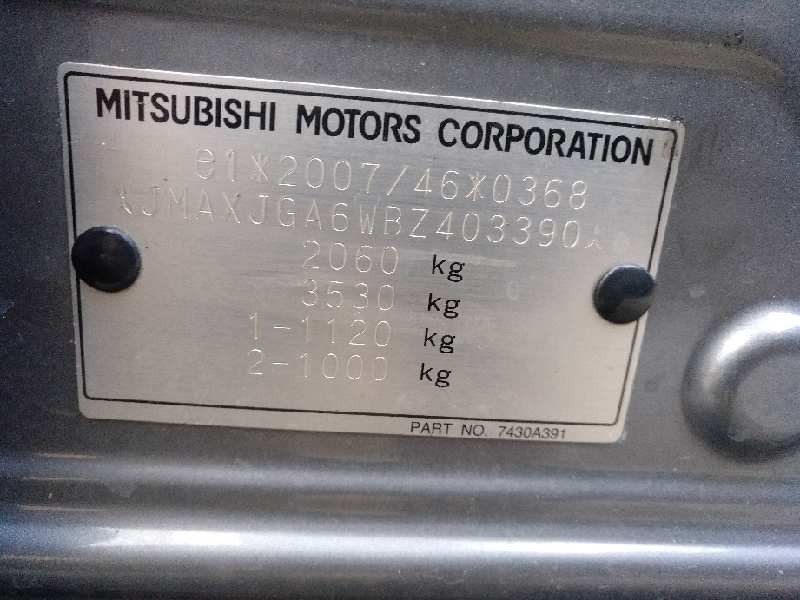 MITSUBISHI MOTORS CORPORATION
e1*2007/46*0368
*JMAXJGA6WBZ403390*
2060 kg
3530 kg
1-1120 kg
2-1000 kg
PART NO. 7430A391